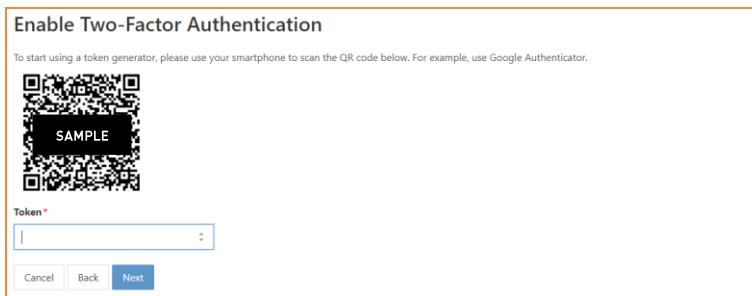 Enable Two-Factor Authentication
To start using a token generator, please use your smartphone to scan the QR code below. For example, use Google Authenticator.
SAMPLE
Token*
Cancel Back Next